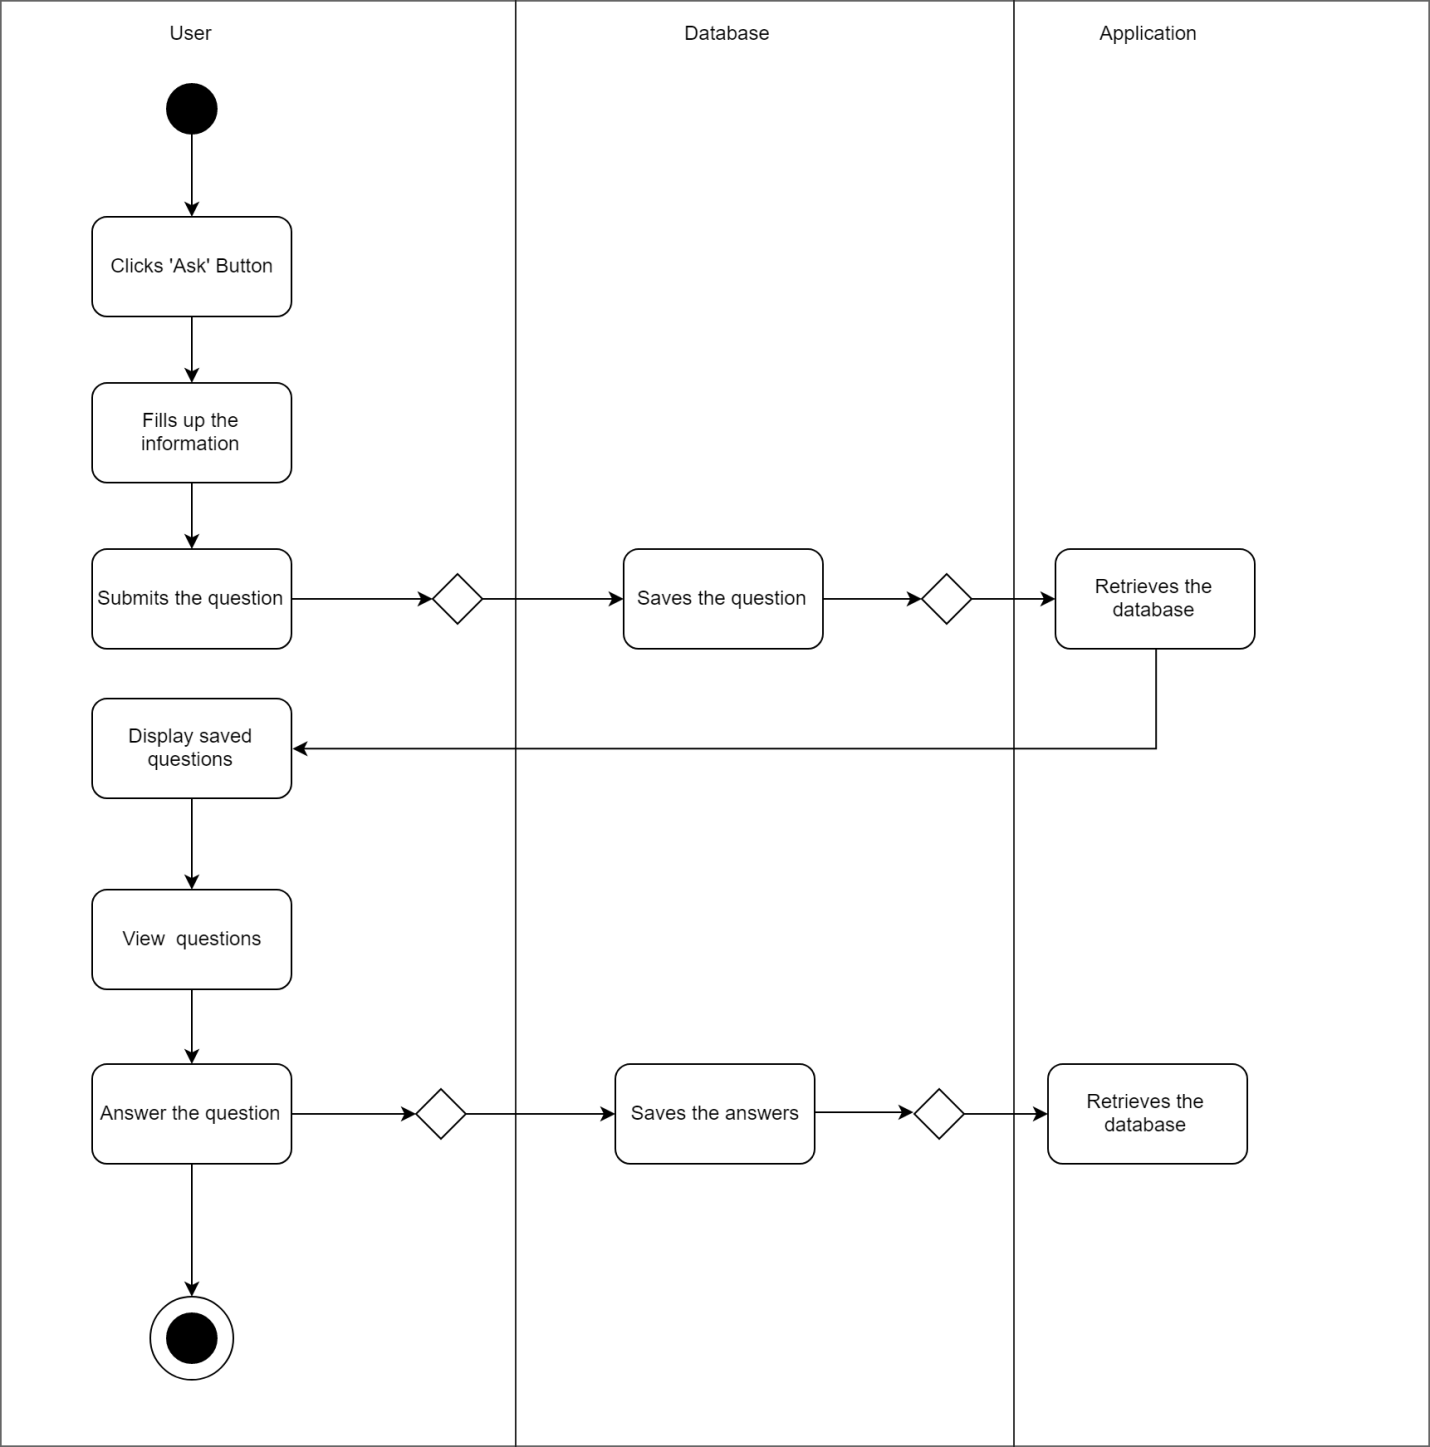 User
Database
Application
Clicks 'Ask' Button
Fills up the
information
Submits the question
Saves the question
Retrieves the
database
Display saved
questions
View  questions
Answer the question
Saves the answers
Retrieves the
database